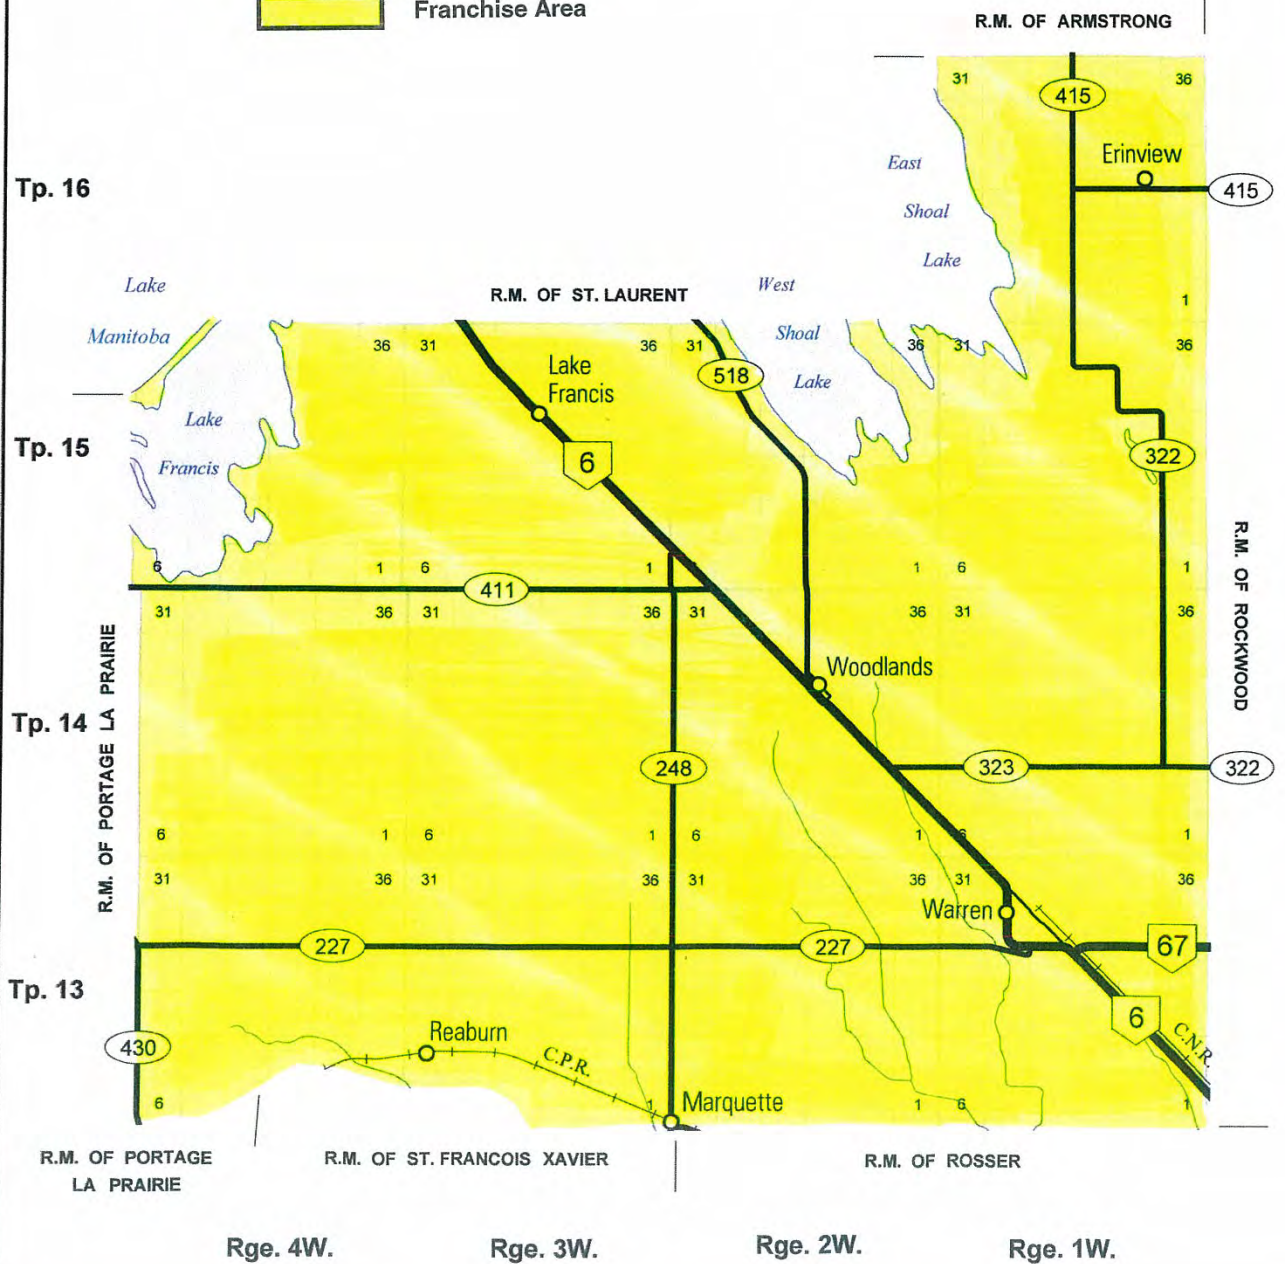 Franchise Area
R.M. OF ARMSTRONG
31
36
415
Erinview
Tp. 16
415
East
Shoal
Lake
1
Lake
Manitoba
R.M. OF ST. LAURENT
West
Shoal
Lake
36 31
36 31
36 31
36
Lake
Francis
518
Lake
Francis
Tp. 15
6
322
R.M. OF ROCKWOOD
6
1 6
1
1 6
1
411
31
36 31
36 31
36 31
36
R.M. OF PORTAGE LA PRAIRIE
Woodlands
Tp. 14
248
323
322
6
1 6
1 6
1 6
1
31
36 31
36 31
36 31
36
Warren
227
227
67
Tp. 13
430
Reaburn
C.P.R.
6
C.N.R.
6
1
Marquette
1 6
1
R.M. OF PORTAGE
LA PRAIRIE
R.M. OF ST. FRANCOIS XAVIER
R.M. OF ROSSER
Rge. 4W.
Rge. 3W.
Rge. 2W.
Rge. 1W.